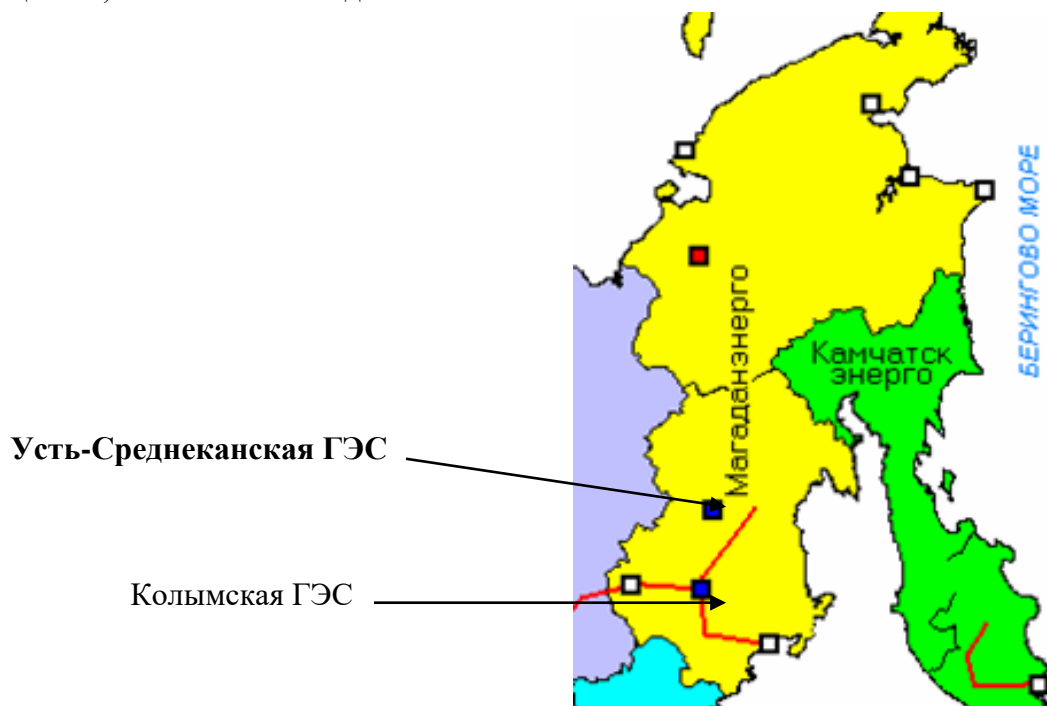 БЕРИНГОВО МОРЕ
Магаданэнерго
Камчатск
энерго
Усть-Среднеканская ГЭС
Колымская ГЭС